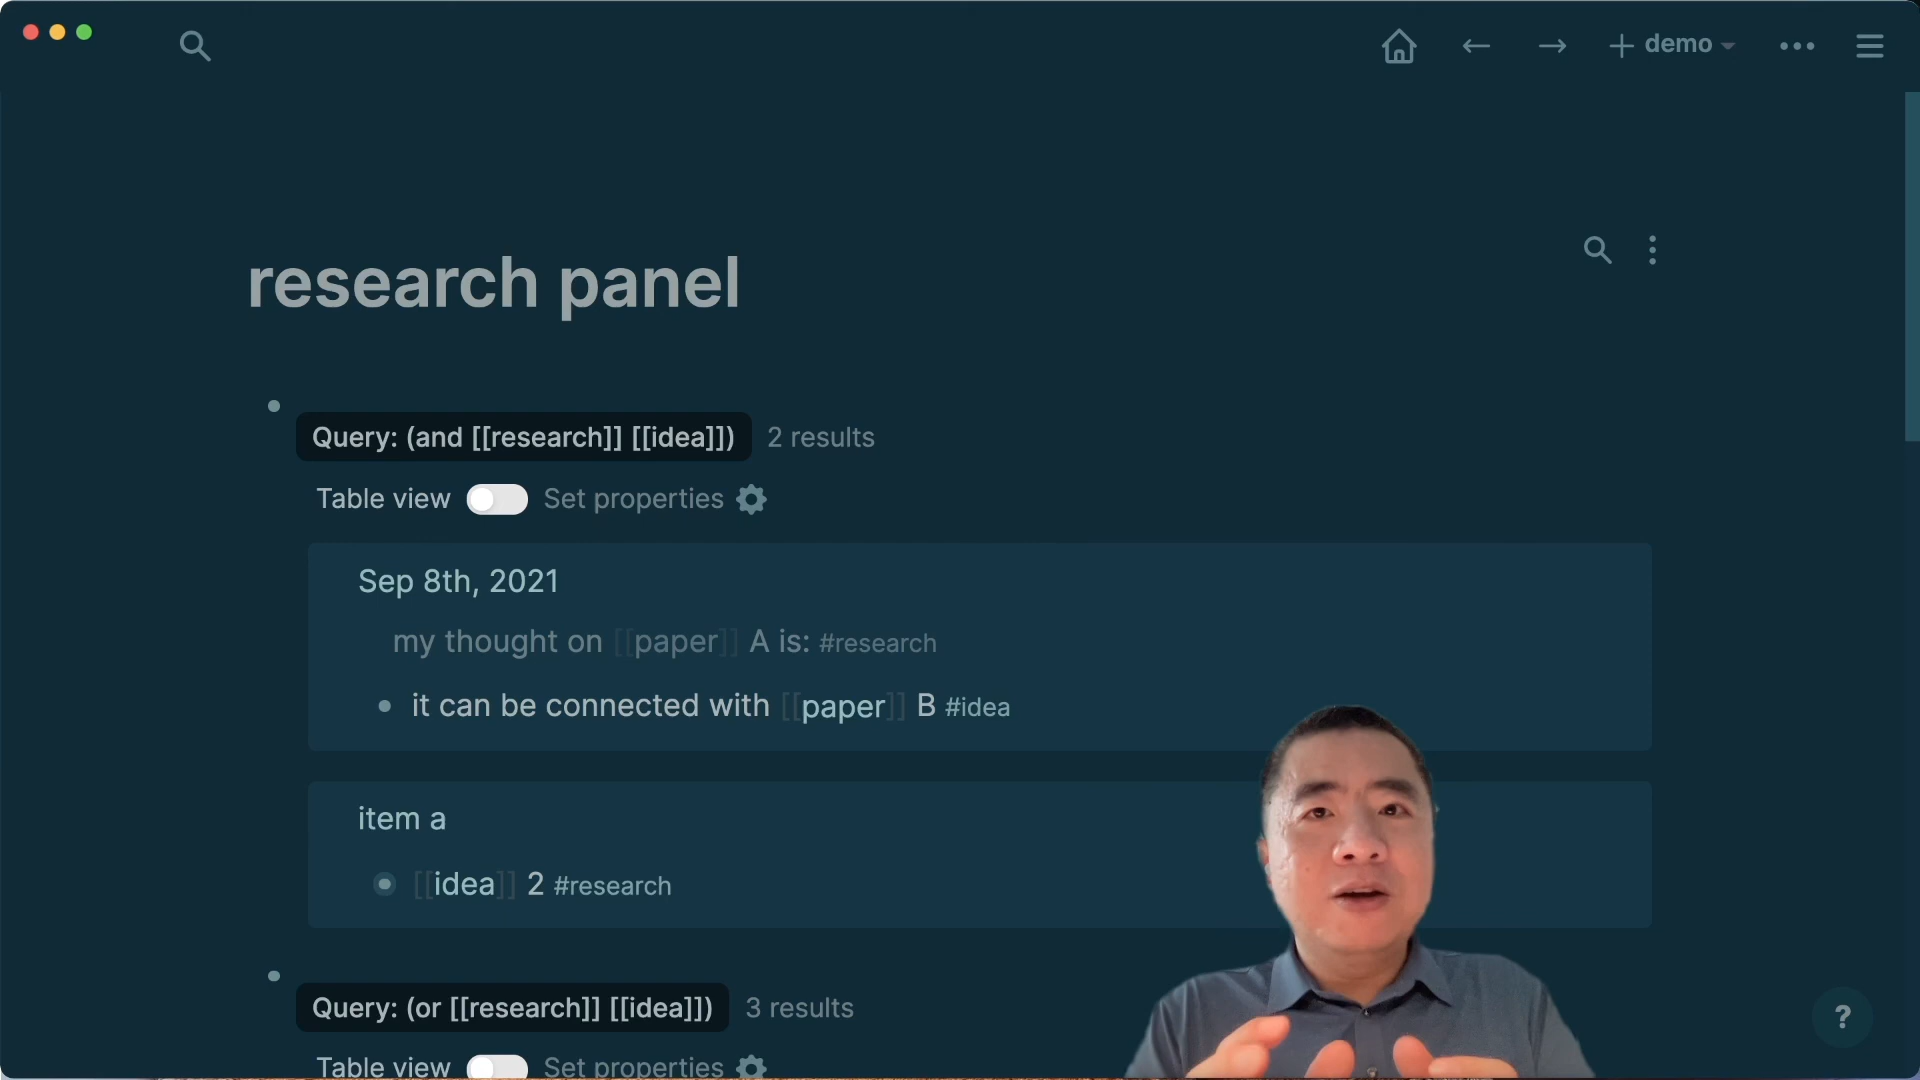 demo
research panel
Query: (and [[research]] [[idea]]) 2 results
Table view Set properties
Sep 8th, 2021
my thought on [[paper]] A is: #research
it can be connected with [[paper]] B #idea
item a
[[idea]] 2 #research
Query: (or [[research]] [[idea]]) 3 results
Table view Set properties
?